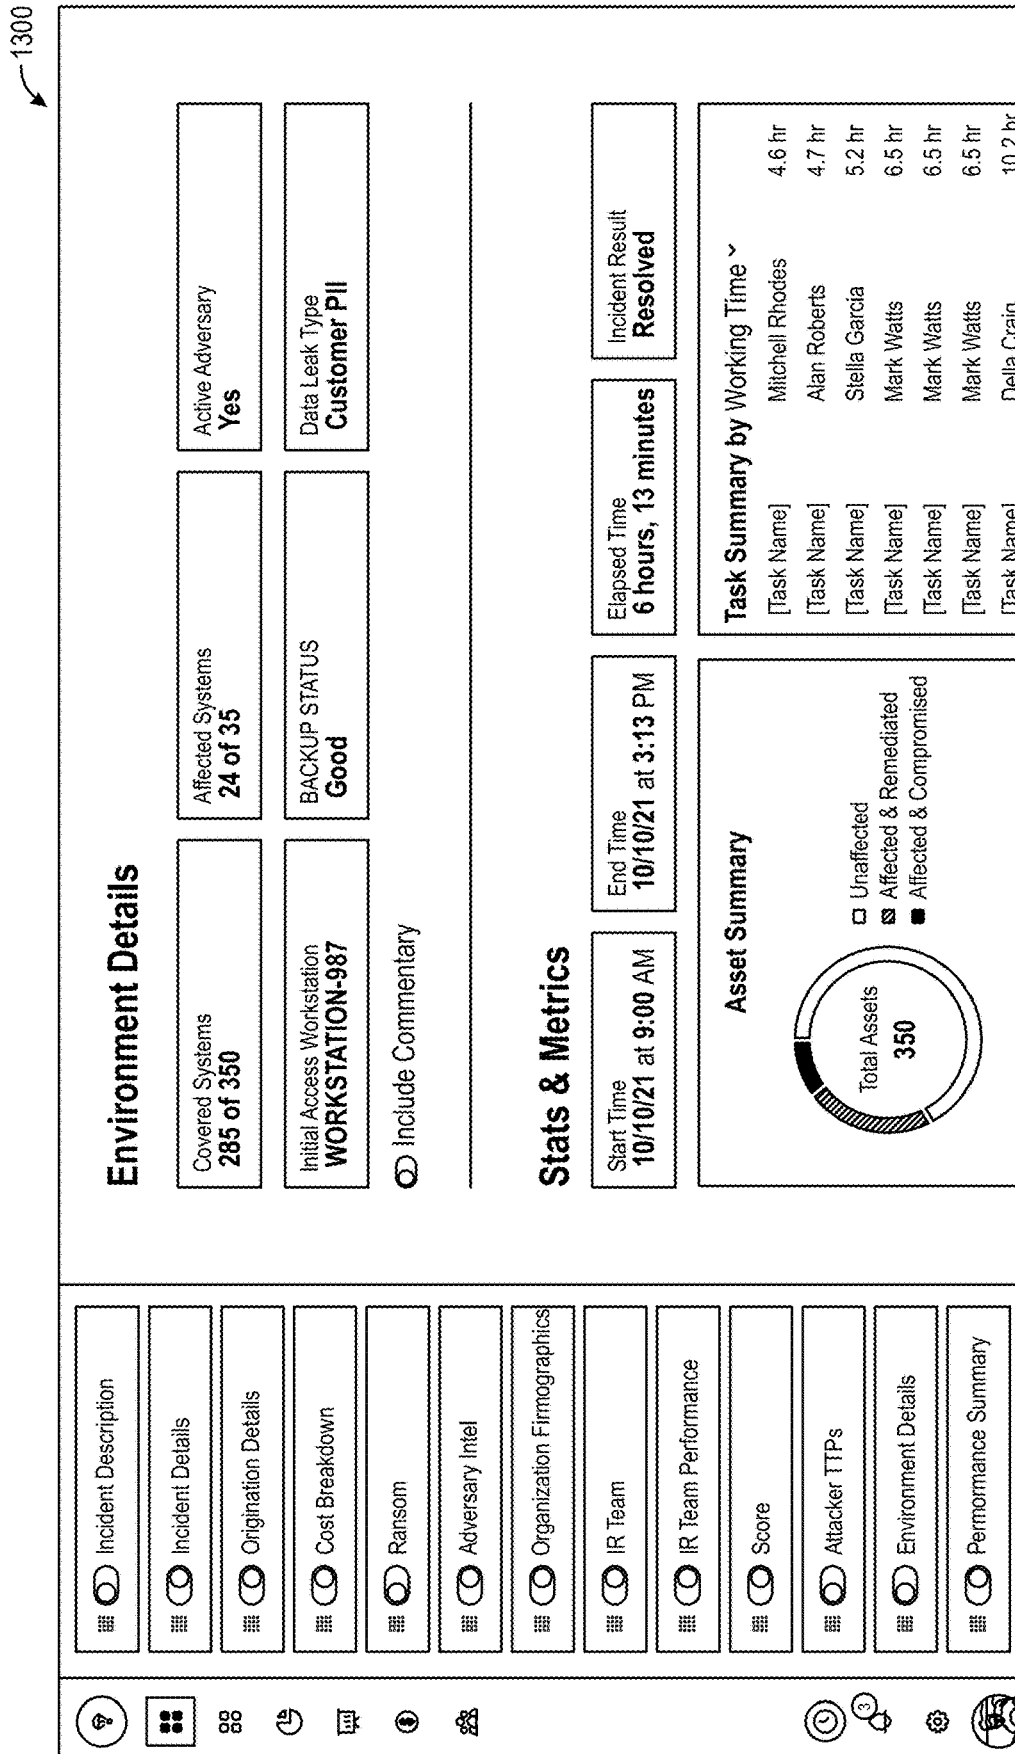 1300
Incident Description
Incident Details
Origination Details
Cost Breakdown
Ransom
Adversary Intel
Organization Firmographics
IR Team
IR Team Performance
Score
Attacker TTPs
Environment Details
Permormance Summary
3
Environment Details
Covered Systems
285 of 350
Affected Systems
24 of 35
Active Adversary
Yes
Initial Access Workstation
WORKSTATION-987
BACKUP STATUS
Good
Data Leak Type
Customer PII
Include Commentary
Stats & Metrics
Start Time
10/10/21 at 9:00 AM
End Time
10/10/21 at 3:13 PM
Elapsed Time
6 hours, 13 minutes
Incident Result
Resolved
Asset Summary
Total Assets
350
Unaffected
Affected & Remediated
Affected & Compromised
Task Summary by Working Time
[Task Name] Mitchell Rhodes 4.6 hr
[Task Name] Alan Roberts 4.7 hr
[Task Name] Stella Garcia 5.2 hr
[Task Name] Mark Watts 6.5 hr
[Task Name] Mark Watts 6.5 hr
[Task Name] Mark Watts 6.5 hr
[Task Name] Della Craig 10.2 hr